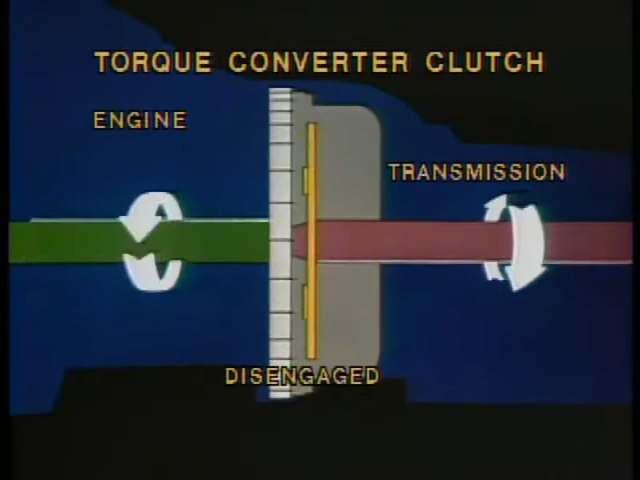 TORQUE CONVERTER CLUTCH
ENGINE
TRANSMISSION
DISENGAGED